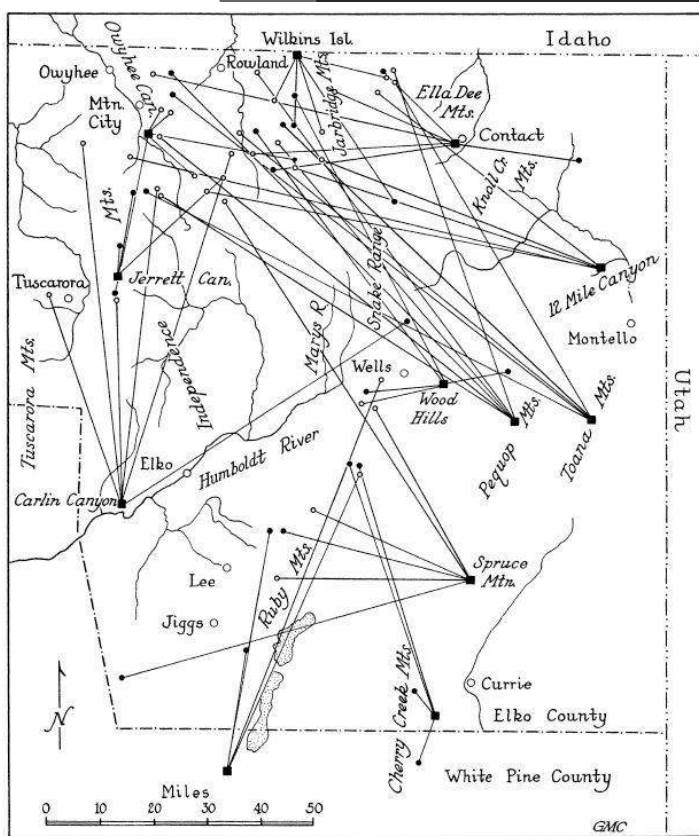 Wilkins Isl.
Idaho
Owyhee
Owyhee Can.
Rowland
Jarbridge Mts.
Ella Dee
Mts.
Mtn.
City
Contact
Knoll Cr.
Mts.
Mts.
Snake Range
Tuscarora
Jerrett Can.
12 Mile Canyon
Independence
Marys R.
Montello
Wells
Wood
Hills
Utah
Tuscarora Mts.
Pequop Mts.
Toana Mts.
Elko
Humboldt River
Carlin Canyon
Spruce
Mtn.
Lee
Ruby Mts.
Jiggs
Currie
Cherry Creek Mts.
Elko County
N
White Pine County
Miles
0 10 20 30 50
GMC